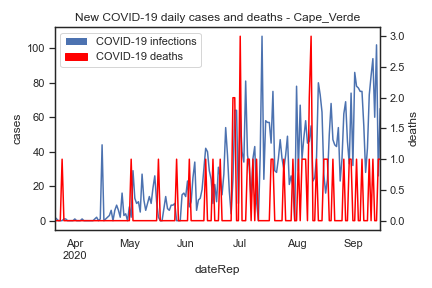 New COVID-19 daily cases and deaths - Cape_Verde
COVID-19 infections
COVID-19 deaths
cases
100
80
60
40
20
0
deaths
3.0
2.5
2.0
1.5
1.0
0.5
0.0
Apr
2020
May
Jun
Jul
Aug
Sep
dateRep